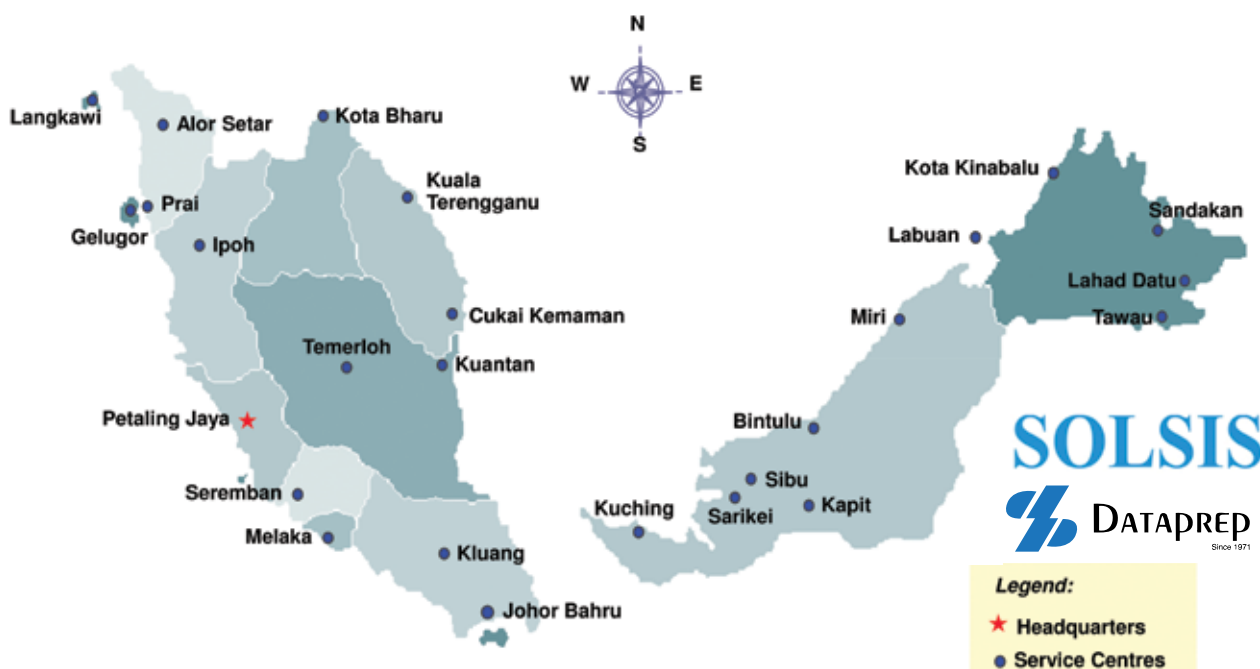 N
W
E
S
Langkawi
Alor Setar
Kota Bharu
Prai
Gelugor
Ipoh
Kuala
Terengganu
Cukai Kemaman
Temerloh
Kuantan
Petaling Jaya
Seremban
Melaka
Kluang
Johor Bahru
Kota Kinabalu
Sandakan
Labuan
Lahad Datu
Miri
Tawau
Bintulu
Sibu
Sarikei
Kapit
Kuching
SOLSIS
DATAPREP
Since 1971
Legend:
Headquarters
Service Centres